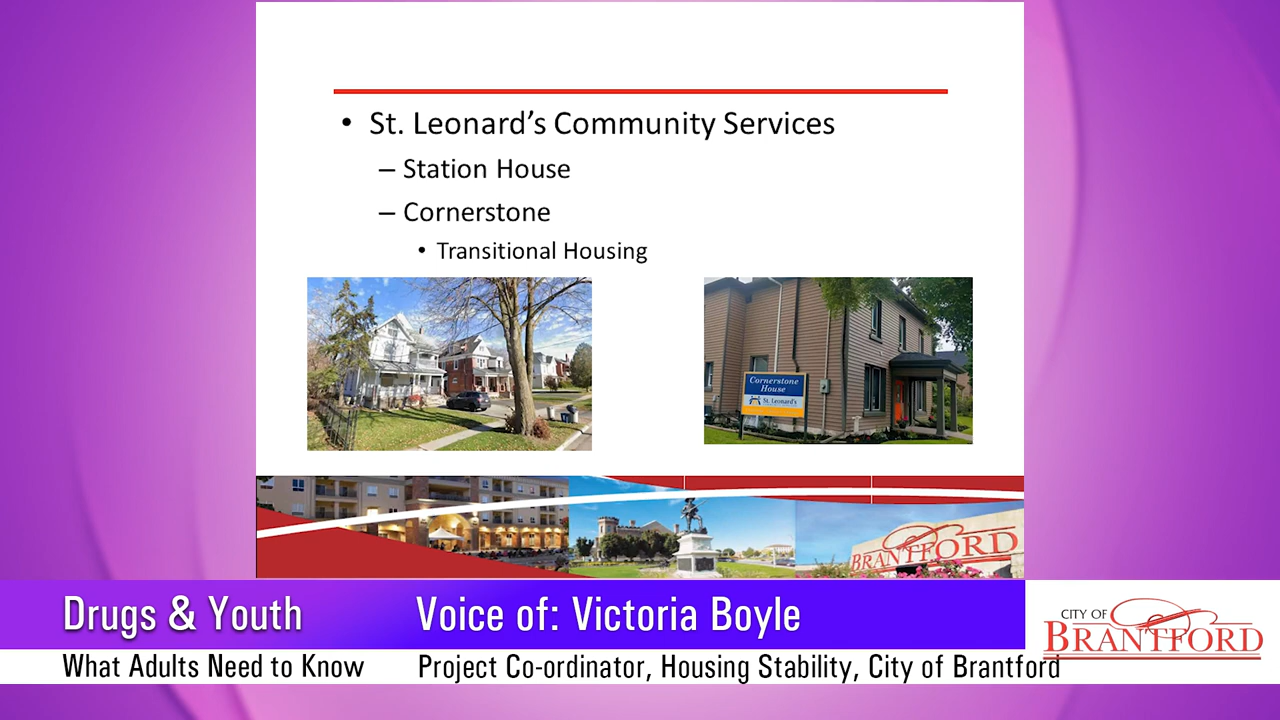 • St. Leonard’s Community Services
– Station House
– Cornerstone
• Transitional Housing
Cornerstone
House
St. Leonard's
BRANTFORD
Drugs & Youth
Voice of: Victoria Boyle
What Adults Need to Know
Project Co-ordinator, Housing Stability, City of Brantford
CITY OF
BRANTFORD